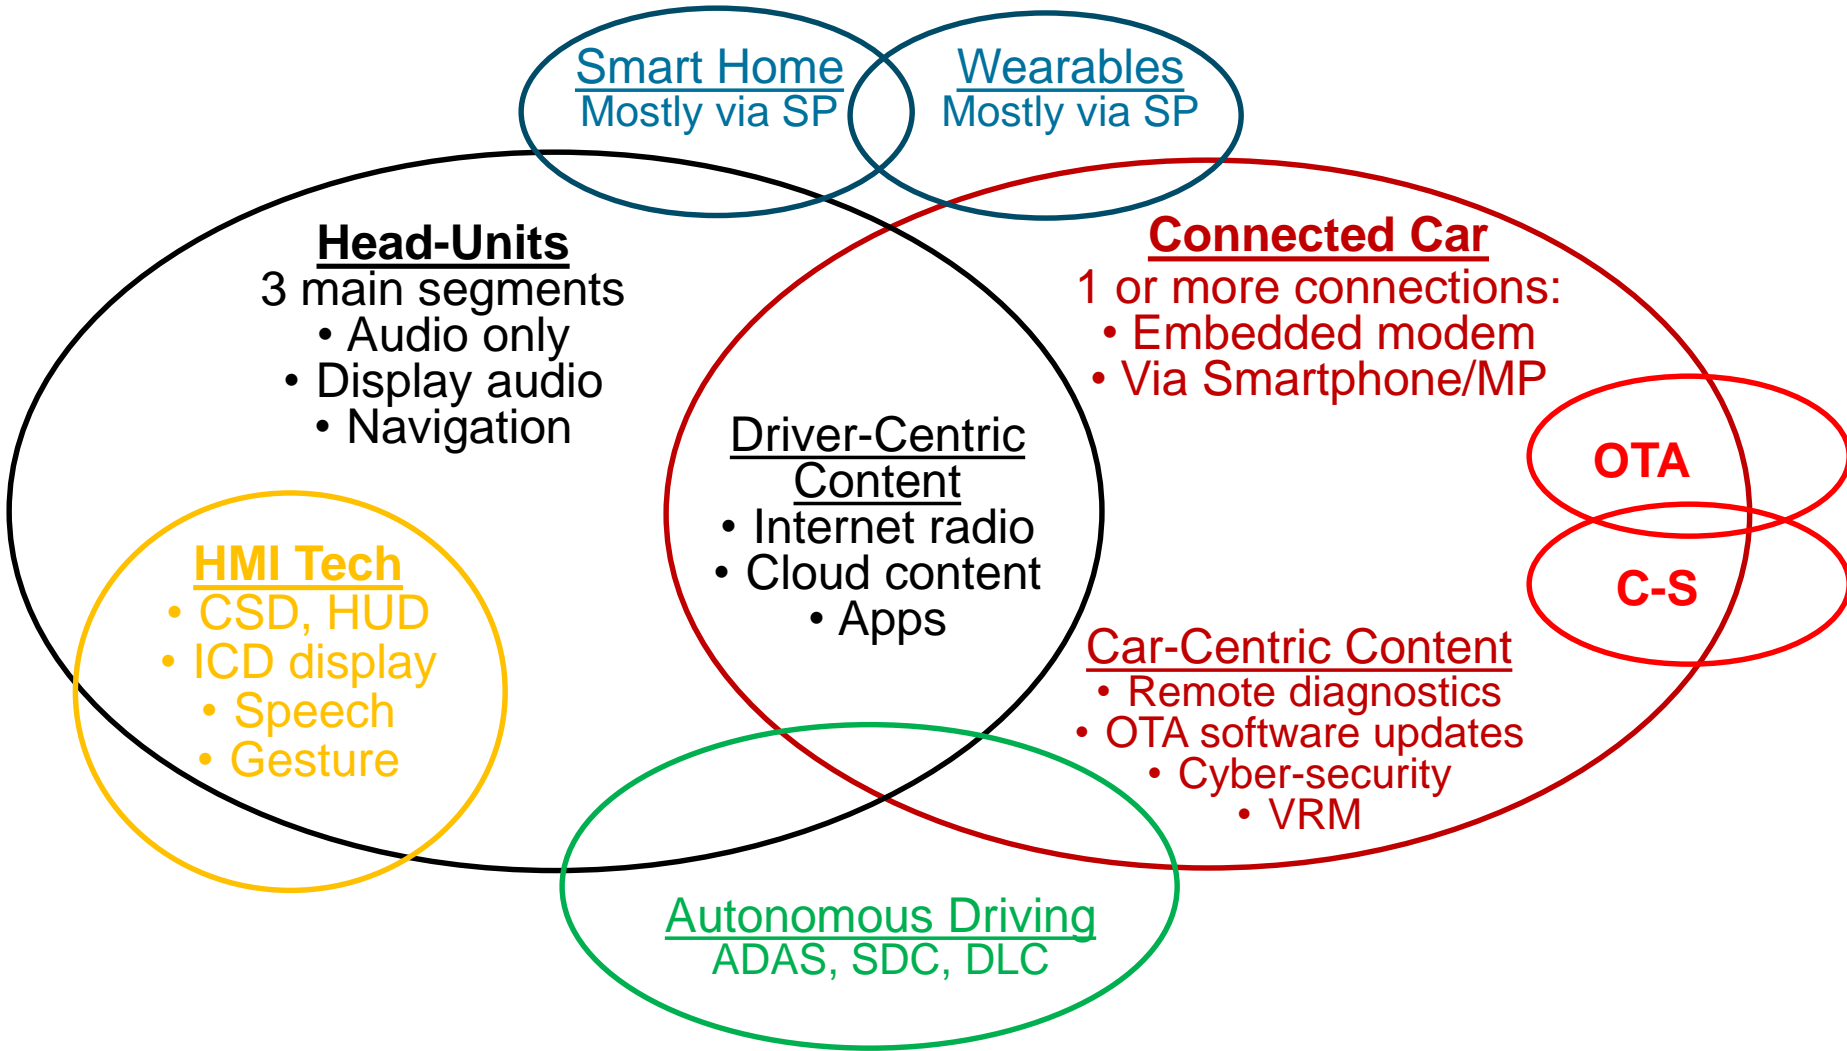 Smart Home
Mostly via SP
Wearables
Mostly via SP
Head-Units
3 main segments
• Audio only
• Display audio
• Navigation
Connected Car
1 or more connections:
• Embedded modem
• Via Smartphone/MP
Driver-Centric
Content
• Internet radio
• Cloud content
• Apps
OTA
C-S
HMI Tech
• CSD, HUD
• ICD display
• Speech
• Gesture
Car-Centric Content
• Remote diagnostics
• OTA software updates
• Cyber-security
• VRM
Autonomous Driving
ADAS, SDC, DLC